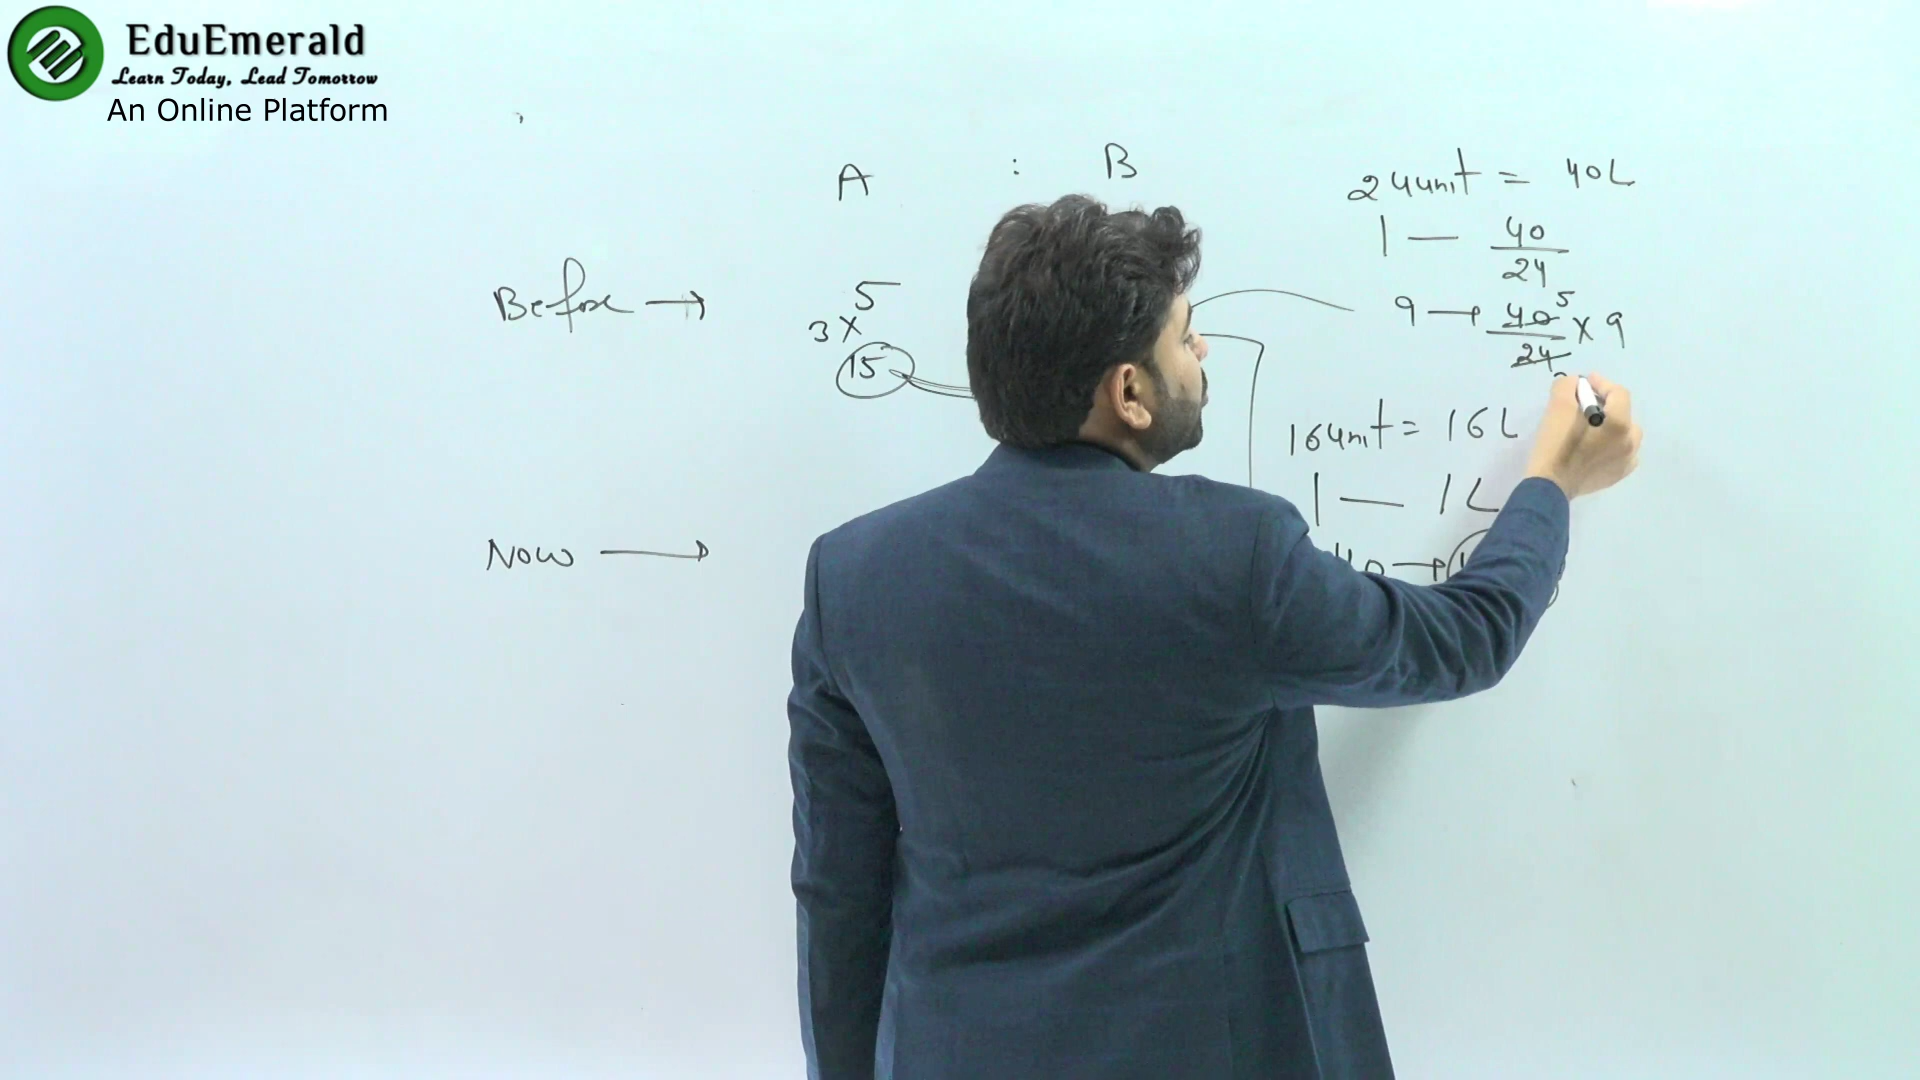 EduEmerald
Learn Today, Lead Tomorrow
An Online Platform
A : B
Before →
5
3 ×
15
Now →
24unit = 40L
1 — 40/24
9 → 40/24 × 9
5
16unit = 16L
1 — 1L
40 →